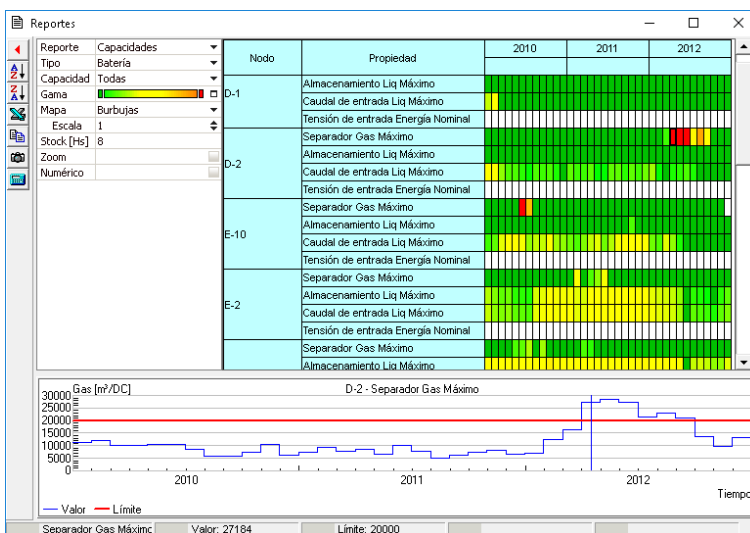 Reportes
Reporte Capacidades
Tipo Batería
Capacidad Todas
Gama
Mapa Burbujas
Escala 1
Stock [Hs] 8
Zoom
Numérico
Nodo Propiedad 2010 2011 2012
D-1
Almacenamiento Liq Máximo
Caudal de entrada Liq Máximo
Tensión de entrada Energía Nominal
D-2
Separador Gas Máximo
Almacenamiento Liq Máximo
Caudal de entrada Liq Máximo
Tensión de entrada Energía Nominal
E-10
Separador Gas Máximo
Almacenamiento Liq Máximo
Caudal de entrada Liq Máximo
Tensión de entrada Energía Nominal
E-2
Separador Gas Máximo
Almacenamiento Liq Máximo
Caudal de entrada Liq Máximo
Tensión de entrada Energía Nominal
Separador Gas Máximo
Almacenamiento Liq Máximo
Gas [m³/DC]
D-2 - Separador Gas Máximo
30000
25000
20000
15000
10000
5000
0
2010 2011 2012
Tiempo
Valor Límite
Separador Gas Máximo Valor: 27184 Límite: 20000